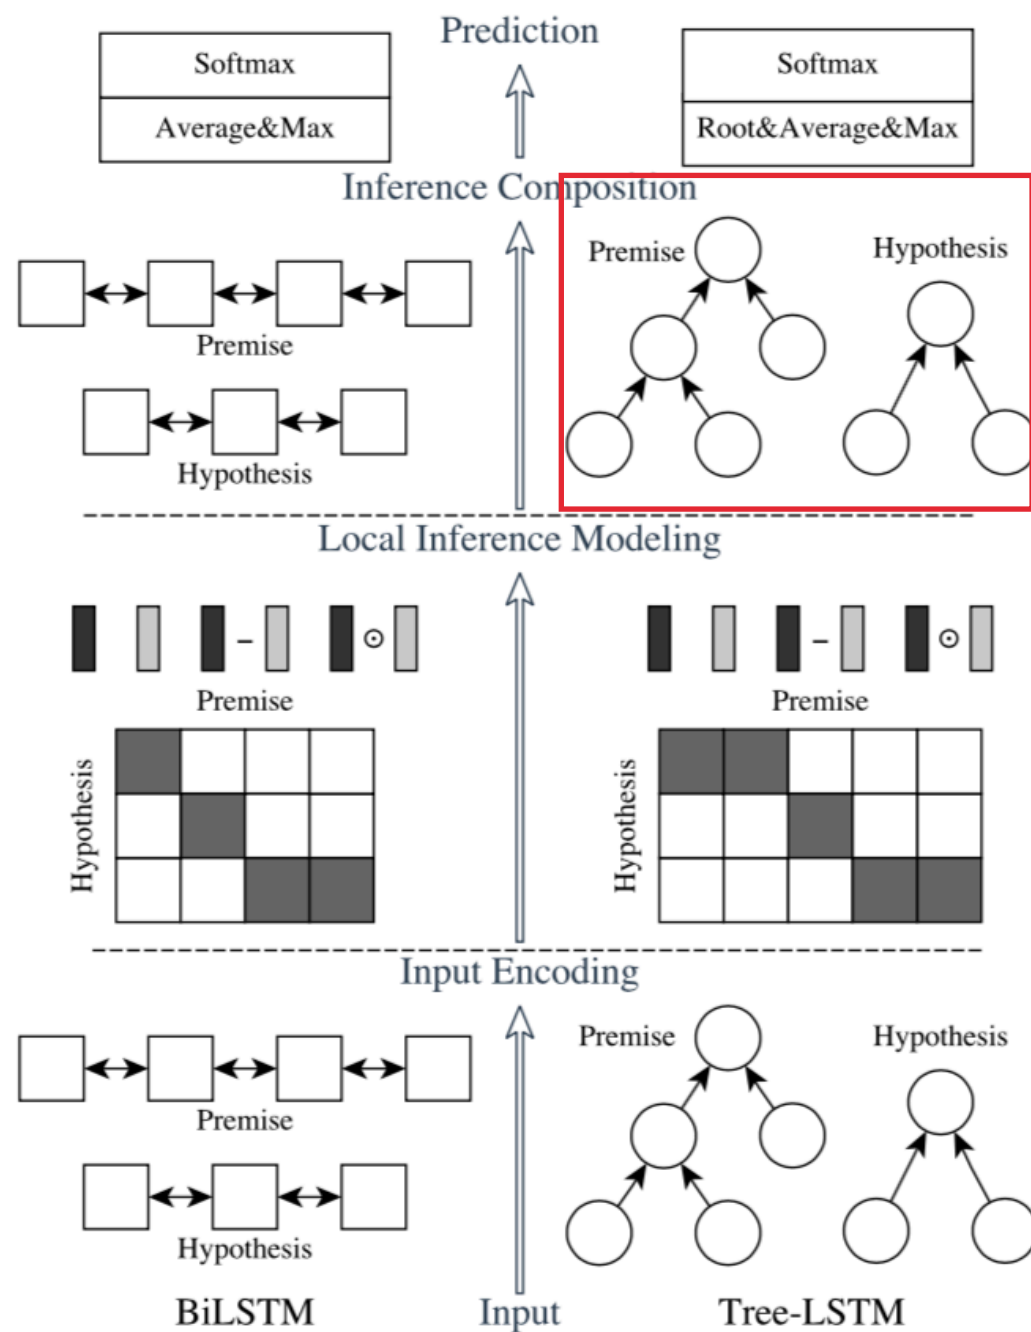 Prediction
Softmax
Average&Max
Softmax
Root&Average&Max
Inference Composition
Premise
Hypothesis
Premise
Hypothesis
Local Inference Modeling
–
⊙
–
⊙
Premise
Hypothesis
Premise
Hypothesis
Input Encoding
Premise
Hypothesis
Premise
Hypothesis
BiLSTM
Input
Tree-LSTM